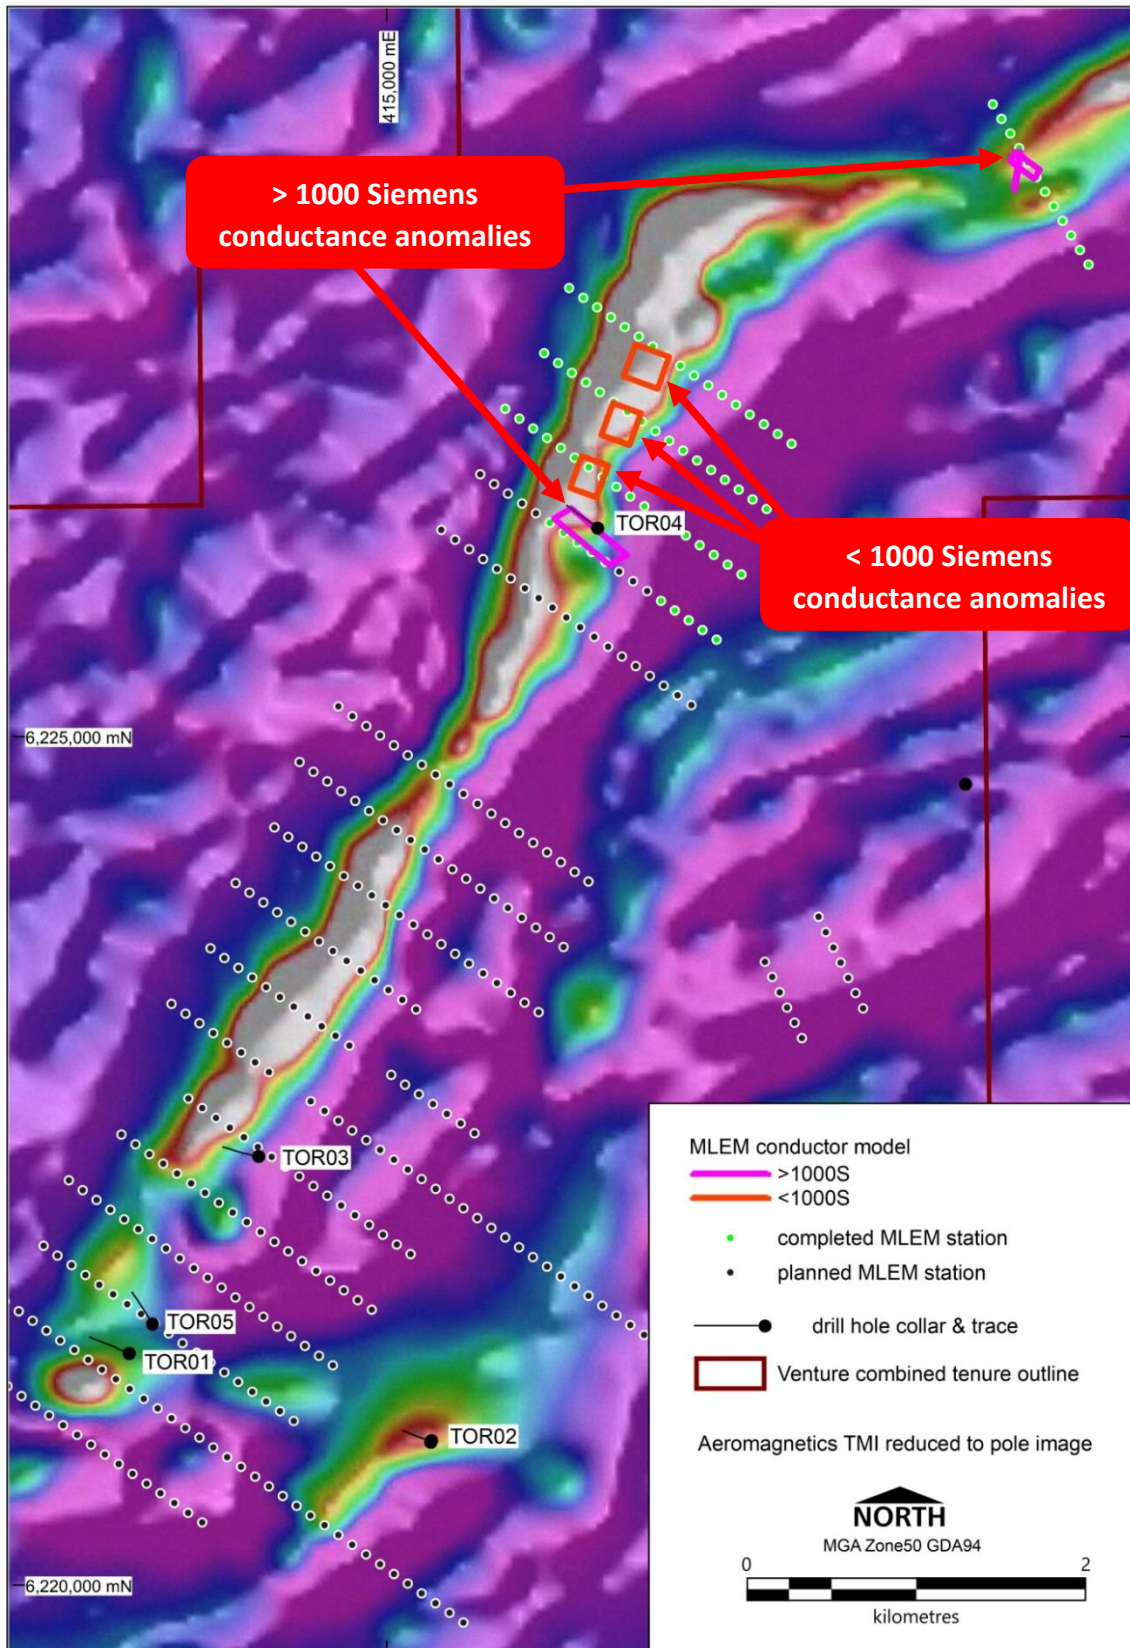 415,000 mE
> 1000 Siemens
conductance anomalies
TOR04
< 1000 Siemens
conductance anomalies
6,225,000 mN
TOR03
TOR05
TOR01
TOR02
6,220,000 mN
MLEM conductor model
>1000S
<1000S
completed MLEM station
planned MLEM station
drill hole collar & trace
Venture combined tenure outline
Aeromagnetics TMI reduced to pole image
NORTH
MGA Zone50 GDA94
0 2
kilometres